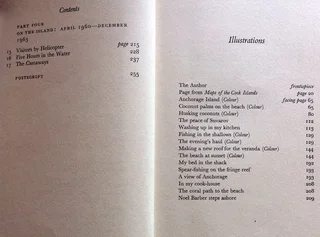 Contents
PART FOUR
ON THE ISLAND: APRIL 1960–DECEMBER
1963
15 Visitors by Helicopter page 215
16 Five Hours in the Water 228
17 The Castaways 237
POSTSCRIPT 255
Illustrations
The Author frontispiece
Page from Maps of the Cook Islands page 20
Anchorage Island (Colour) facing page 65
Coconut palms on the beach (Colour) 65
Husking coconuts (Colour) 80
The peace of Suvarov 112
Washing up in my kitchen 113
Fishing in the shallows (Colour) 129
The evening's haul (Colour) 129
Making a new roof for the veranda (Colour) 144
The beach at sunset (Colour) 145
My bed in the shack 192
Spear-fishing on the fringe reef 193
A view of Anchorage 193
In my cook-house 208
The coral path to the beach 208
Noel Barber steps ashore 209